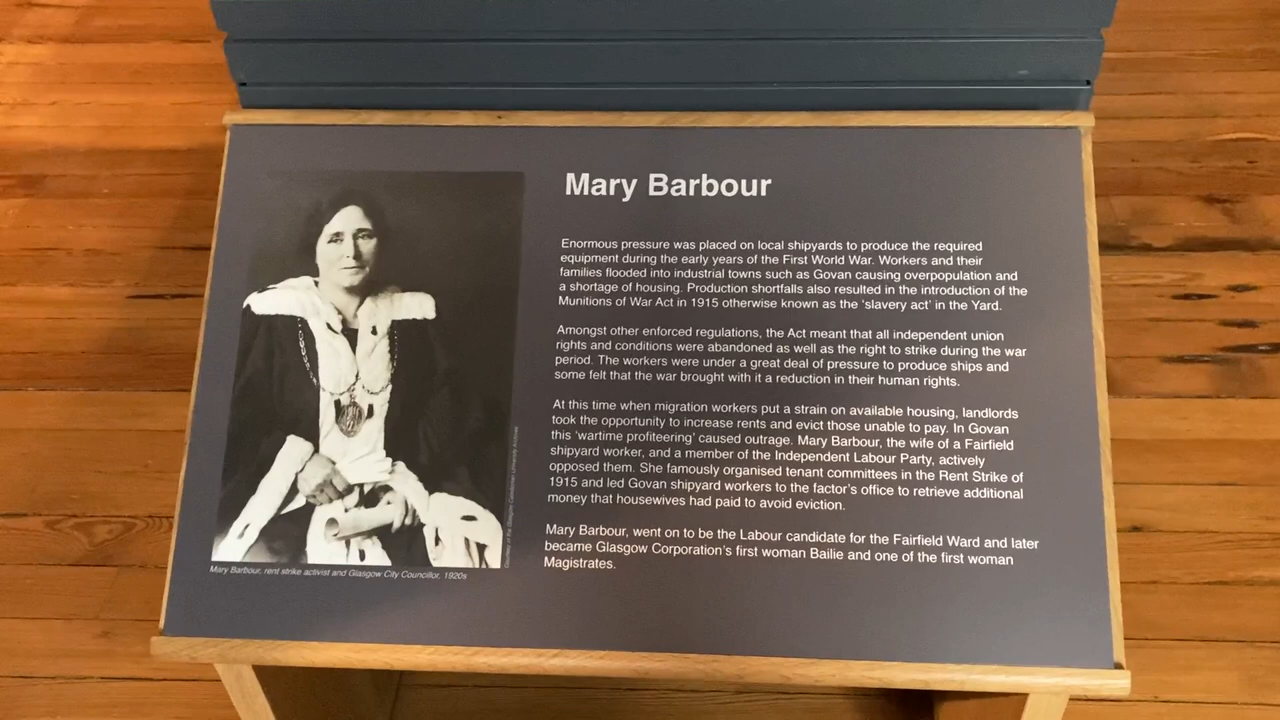 Mary Barbour
Enormous pressure was placed on local shipyards to produce the required
equipment during the early years of the First World War. Workers and their
families flooded into industrial towns such as Govan causing overpopulation and
a shortage of housing. Production shortfalls also resulted in the introduction of the
Munitions of War Act in 1915 otherwise known as the ‘slavery act’ in the Yard.
Amongst other enforced regulations, the Act meant that all independent union
rights and conditions were abandoned as well as the right to strike during the war
period. The workers were under a great deal of pressure to produce ships and
some felt that the war brought with it a reduction in their human rights.
At this time when migration workers put a strain on available housing, landlords
took the opportunity to increase rents and evict those unable to pay. In Govan
this ‘wartime profiteering’ caused outrage. Mary Barbour, the wife of a Fairfield
shipyard worker, and a member of the Independent Labour Party, actively
opposed them. She famously organised tenant committees in the Rent Strike of
1915 and led Govan shipyard workers to the factor’s office to retrieve additional
money that housewives had paid to avoid eviction.
Mary Barbour, went on to be the Labour candidate for the Fairfield Ward and later
became Glasgow Corporation’s first woman Bailie and one of the first woman
Magistrates.
Mary Barbour, rent strike activist and Glasgow City Councillor, 1920s
Courtesy of the Glasgow Caledonian University Archives